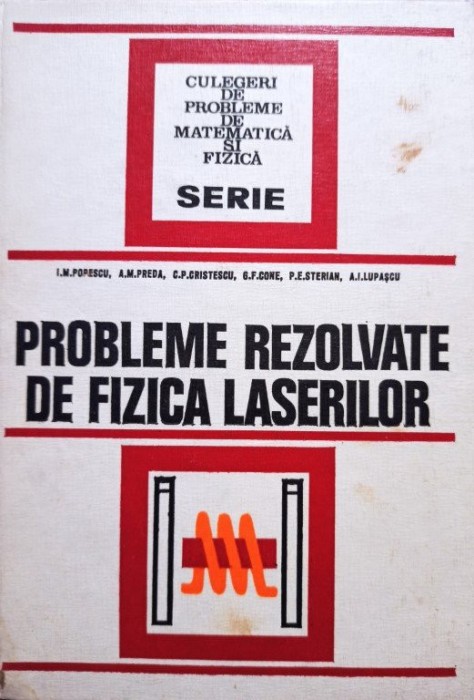 CULEGERI
DE
PROBLEME
DE
MATEMATICĂ
ȘI
FIZICĂ
SERIE
I.M.POPESCU, A.M.PREDA, C.P.CRISTESCU, G.F.CONE, P.E.STERIAN, A.I.LUPAȘCU
PROBLEME REZOLVATE
DE FIZICA LASERILOR